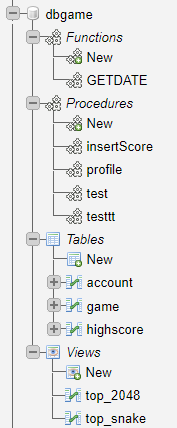 dbgame
Functions
New
GETDATE
Procedures
New
insertScore
profile
test
testtt
Tables
New
account
game
highscore
Views
New
top_2048
top_snake